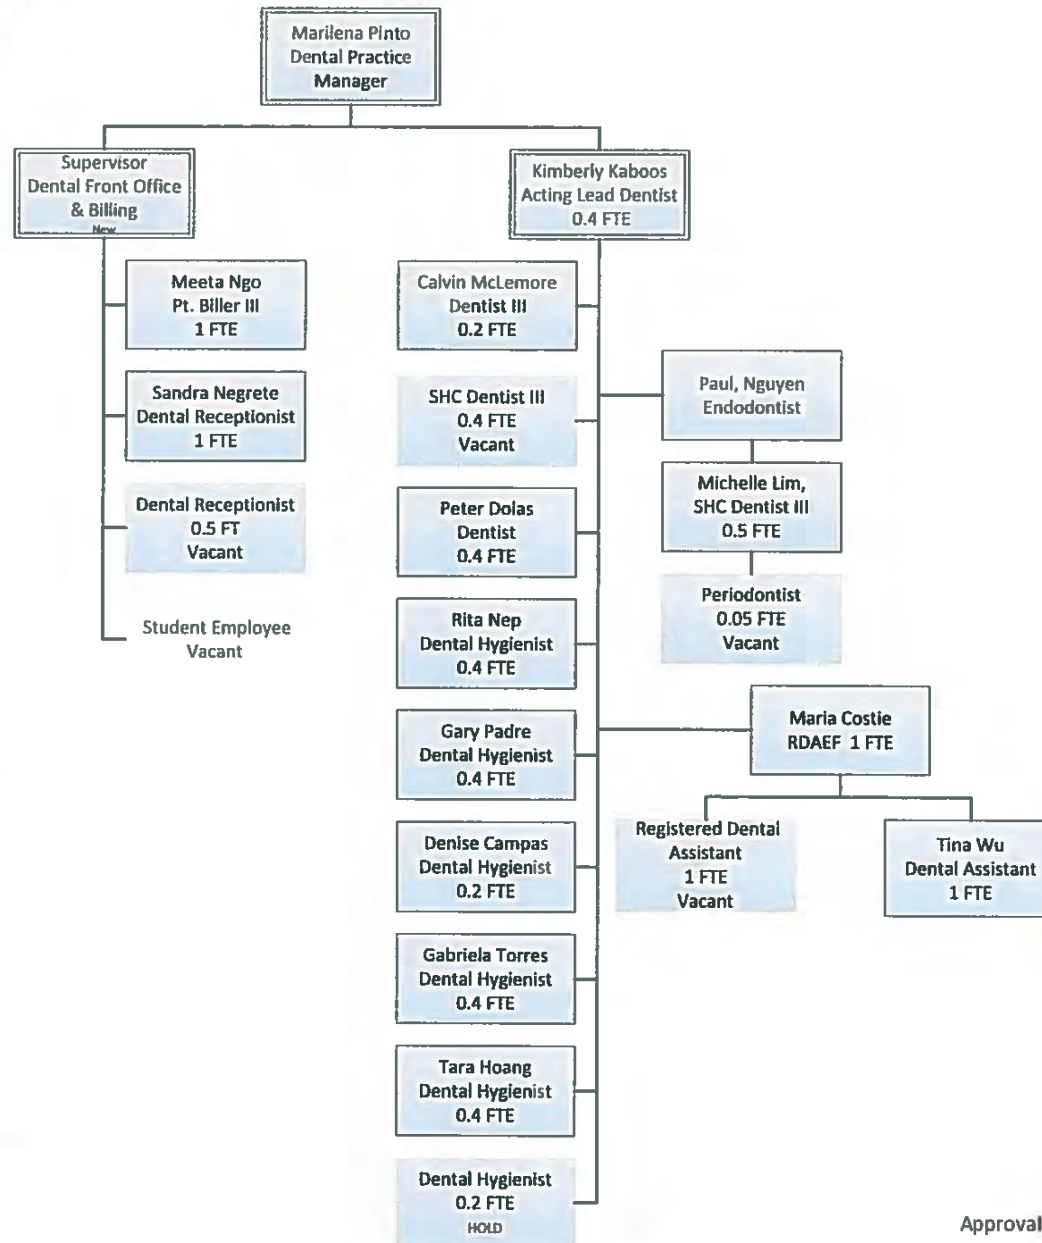 Marilena Pinto
Dental Practice
Manager
Supervisor
Dental Front Office
& Billing
New
Kimberly Kaboos
Acting Lead Dentist
0.4 FTE
Meeta Ngo
Pt. Biller III
1 FTE
Sandra Negrete
Dental Receptionist
1 FTE
Dental Receptionist
0.5 FT
Vacant
Student Employee
Vacant
Calvin McLemore
Dentist III
0.2 FTE
SHC Dentist III
0.4 FTE
Vacant
Peter Dolas
Dentist
0.4 FTE
Rita Nep
Dental Hygienist
0.4 FTE
Gary Padre
Dental Hygienist
0.4 FTE
Denise Campas
Dental Hygienist
0.2 FTE
Gabriela Torres
Dental Hygienist
0.4 FTE
Tara Hoang
Dental Hygienist
0.4 FTE
Dental Hygienist
0.2 FTE
HOLD
Paul, Nguyen
Endodontist
Michelle Lim,
SHC Dentist III
0.5 FTE
Periodontist
0.05 FTE
Vacant
Maria Costie
RDAEF 1 FTE
Registered Dental
Assistant
1 FTE
Vacant
Tina Wu
Dental Assistant
1 FTE
Approval